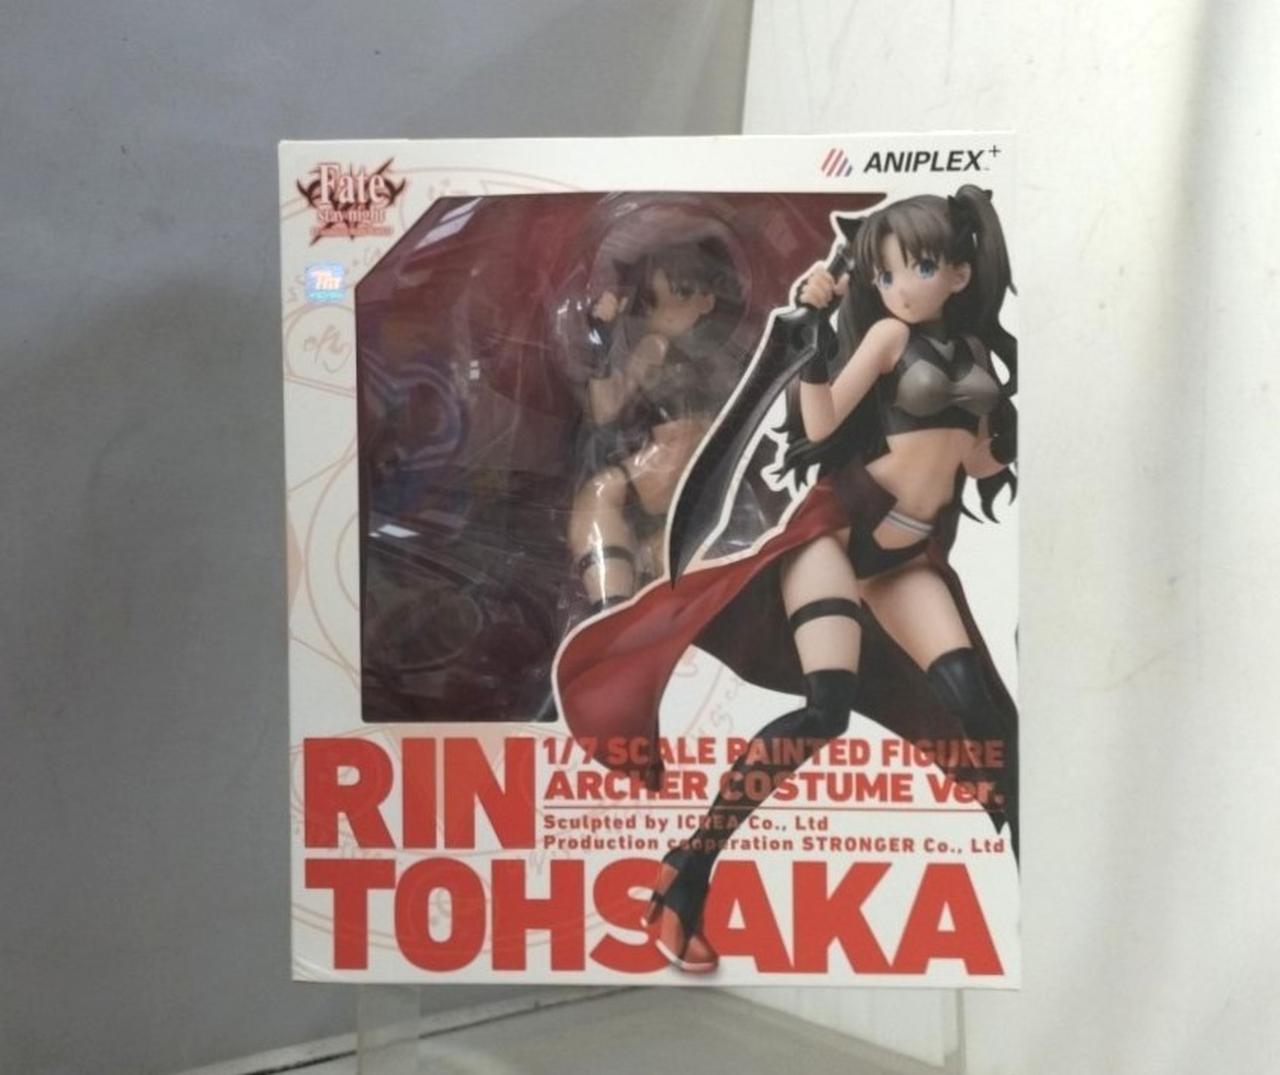 Fate
stay night
ANIPLEX+
RIN
1/7 SCALE PAINTED FIGURE
ARCHER COSTUME Ver.
Sculpted by ICREA Co., Ltd
Production cooperation STRONGER Co., Ltd
TOHSAKA